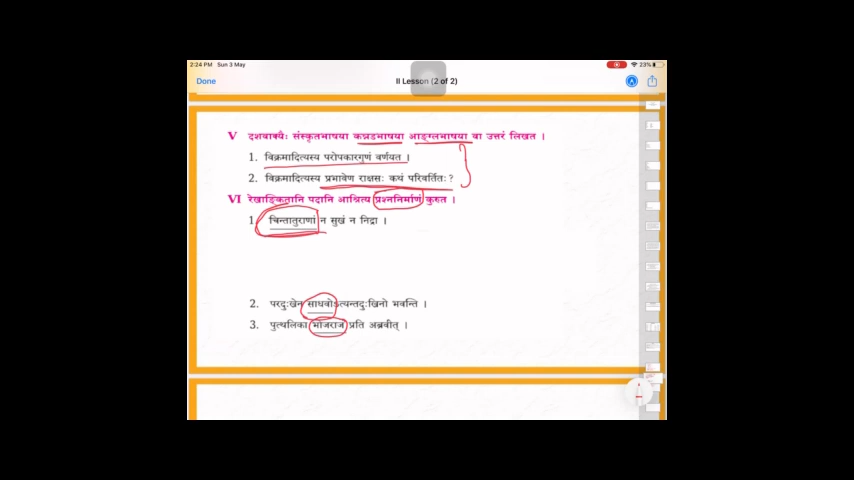 2:24 PM Sun 3 May 23%
Done II Lesson (2 of 2)
V दशवाक्यैः संस्कृतभाषया कन्नडभाषया आङ्ग्लभाषया वा उत्तरं लिखत ।
1. विक्रमादित्यस्य परोपकारगुणं वर्णयत ।
2. विक्रमादित्यस्य प्रभावेण राक्षसः कथं परिवर्तितः?
VI रेखाङ्कितानि पदानि आश्रित्य प्रश्ननिर्माणं कुरुत ।
1. चिन्तातुराणां न सुखं न निद्रा ।
2. परदुःखेन साधवोऽत्यन्तदुःखिनो भवन्ति ।
3. पुत्थलिका भोजराजं प्रति अब्रवीत् ।